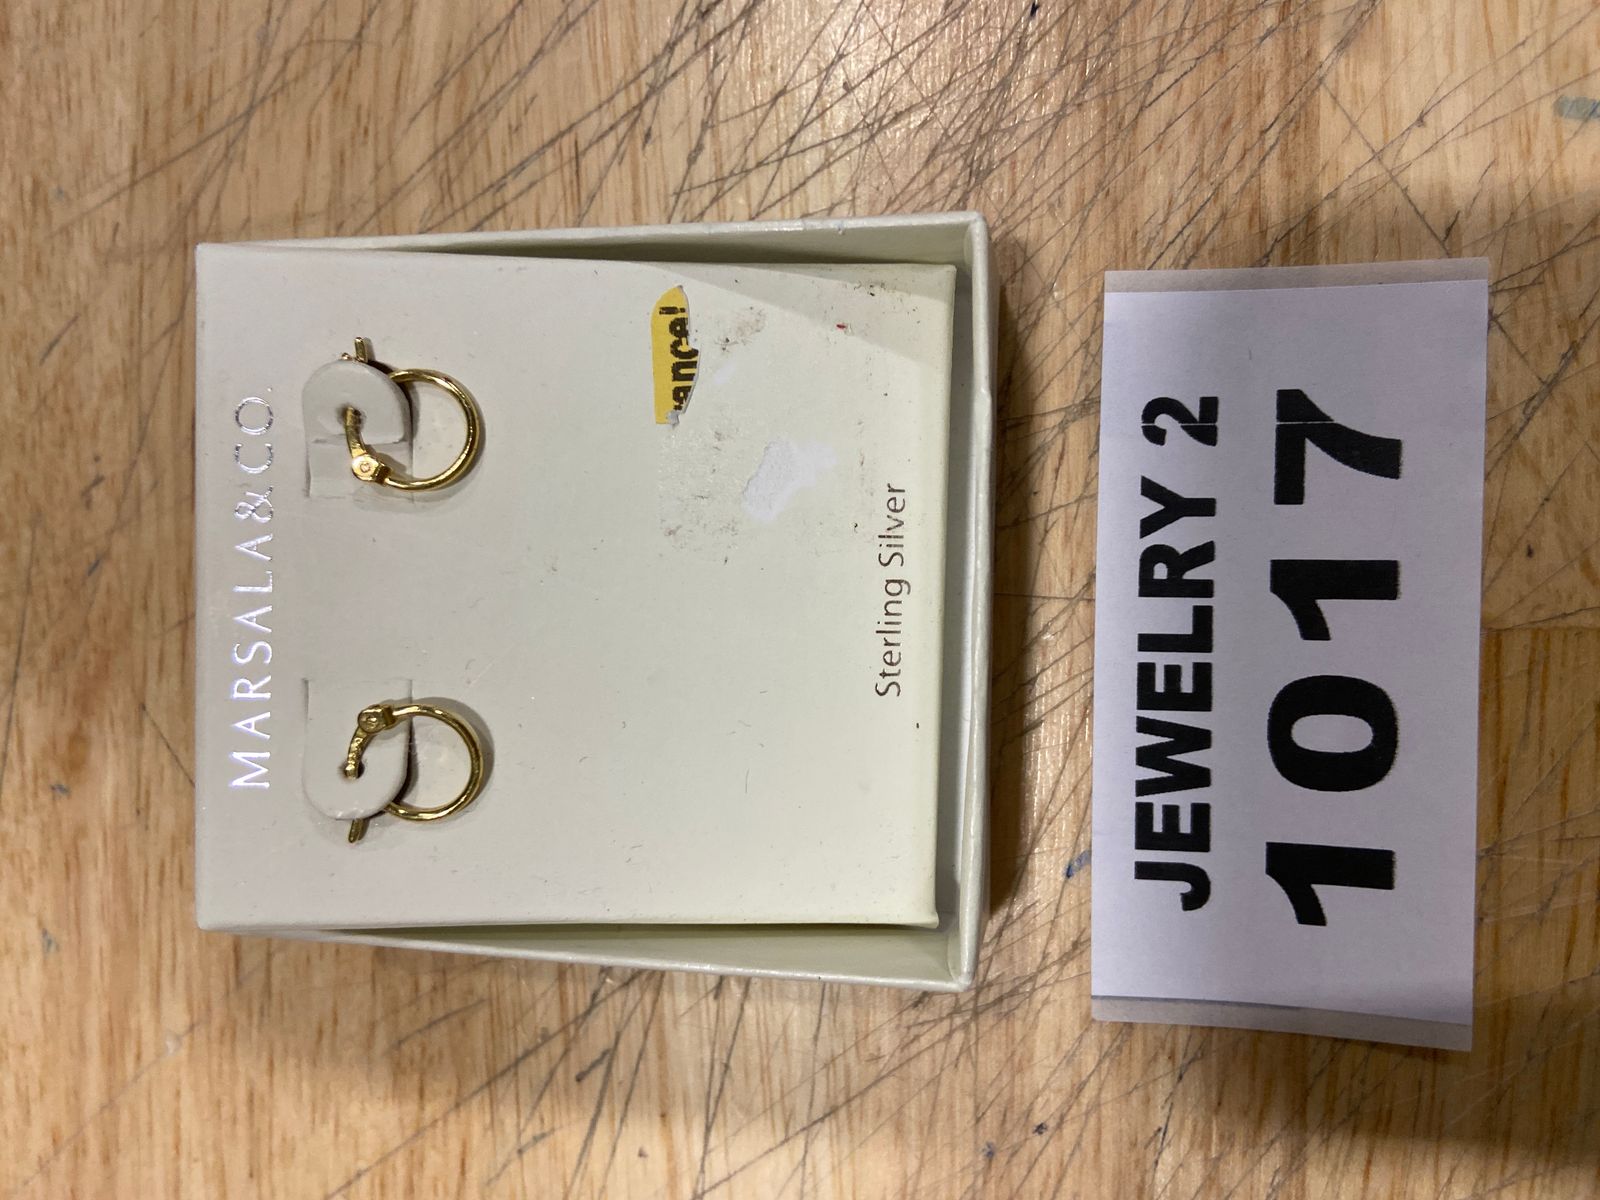 MARSALA & CO.
ance!
Sterling Silver
JEWELRY 2
1017